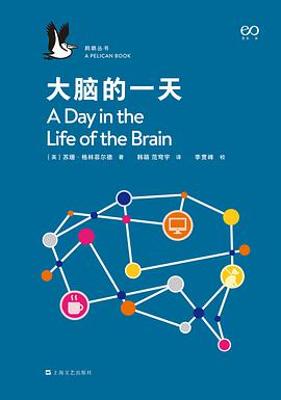 鹈鹕丛书
A PELICAN BOOK
大脑的一天
A Day in the
Life of the Brain
[英] 苏珊·格林菲尔德 著 韩萌 范穹宇 译 李贯峰 校
上海文艺出版社